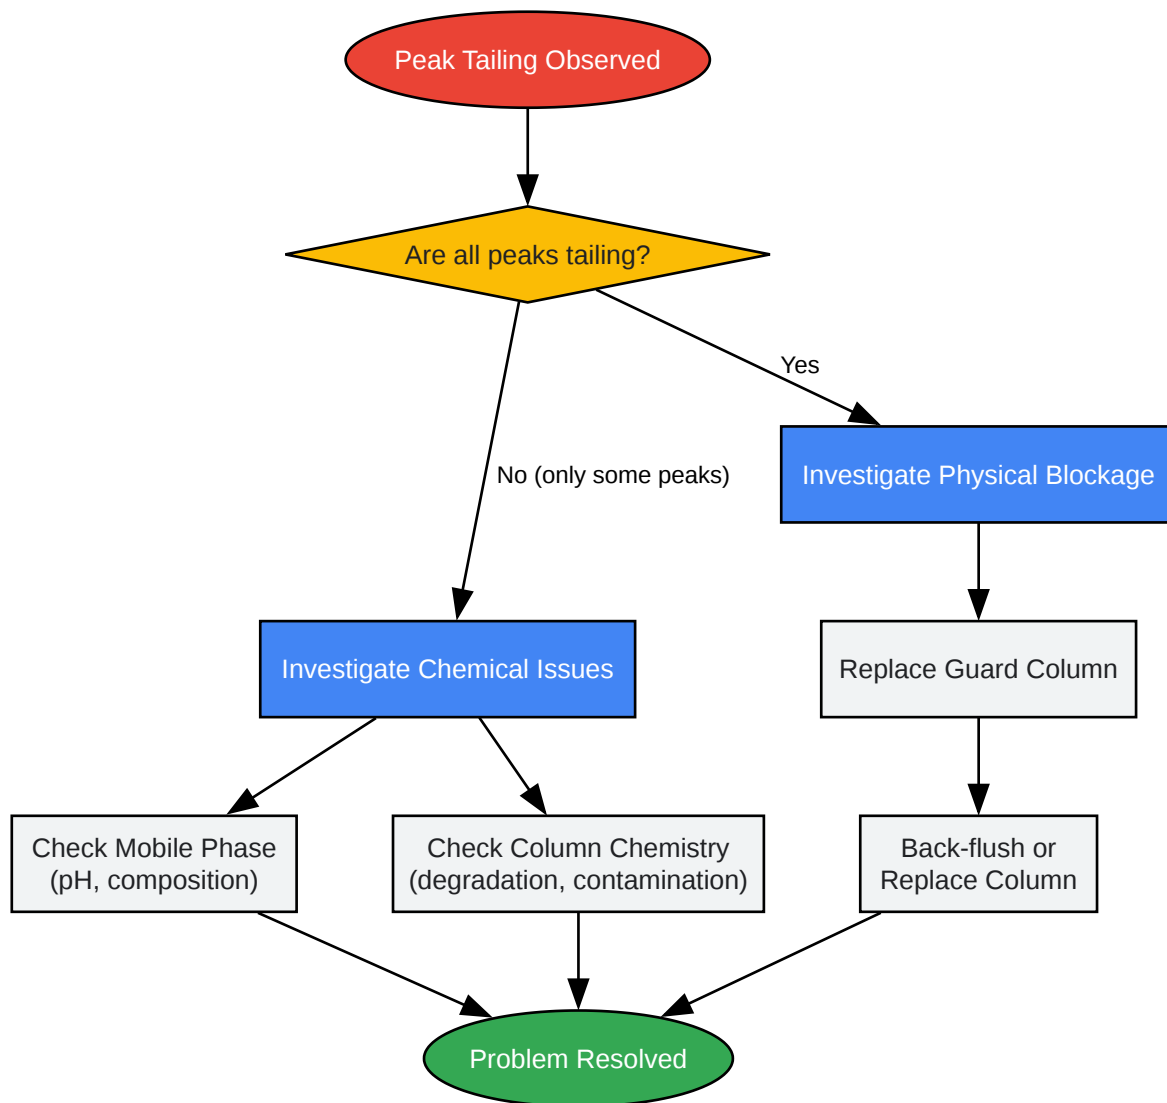 Peak Tailing Observed
Are all peaks tailing?
Yes
No (only some peaks)
Investigate Physical Blockage
Investigate Chemical Issues
Replace Guard Column
Check Mobile Phase
(pH, composition)
Check Column Chemistry
(degradation, contamination)
Back-flush or
Replace Column
Problem Resolved